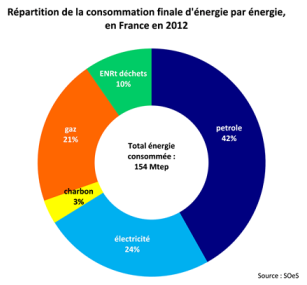 Répartition de la consommation finale d'énergie par énergie,
en France en 2012
ENRt déchets
10%
petrole
42%
gaz
21%
Total énergie
consommée :
154 Mtep
charbon
3%
électricité
24%
Source : SOeS